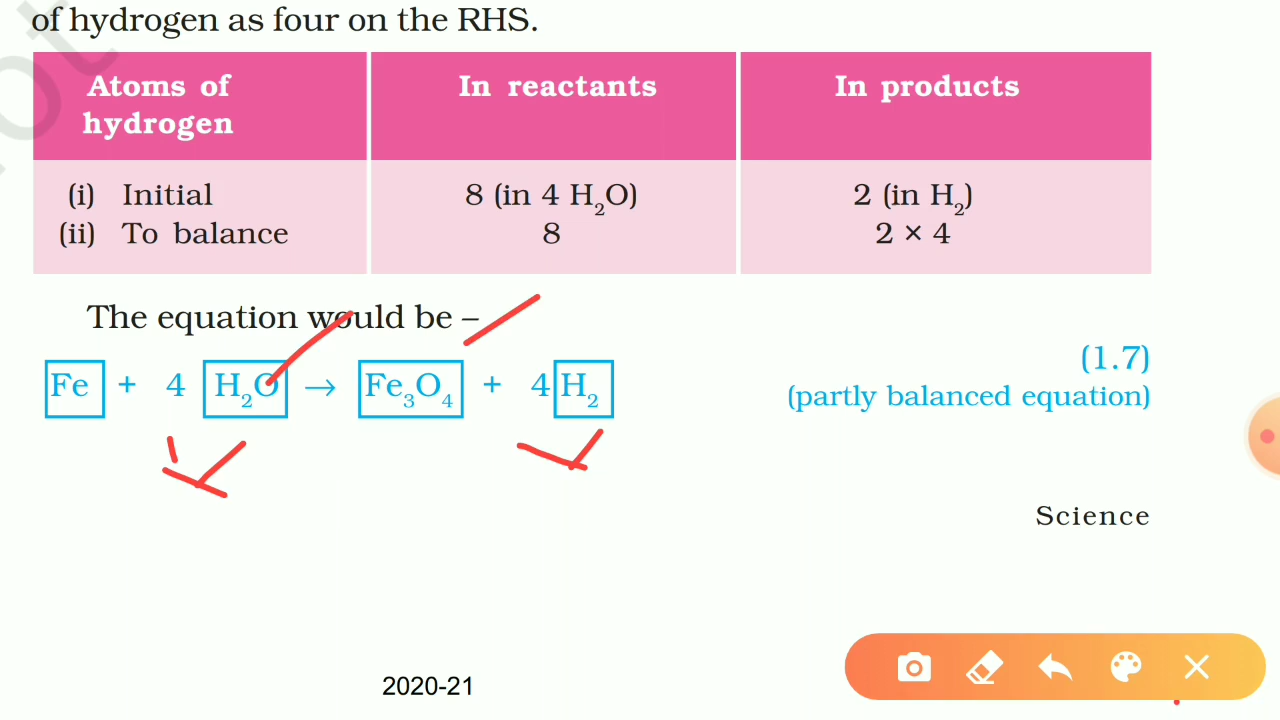 of hydrogen as four on the RHS.
Atoms of hydrogen In reactants In products
(i) Initial 8 (in 4 H₂O) 2 (in H₂)
(ii) To balance 8 2 × 4
The equation would be –
Fe + 4 H₂O → Fe₃O₄ + 4 H₂ (1.7)
(partly balanced equation)
Science
2020-21